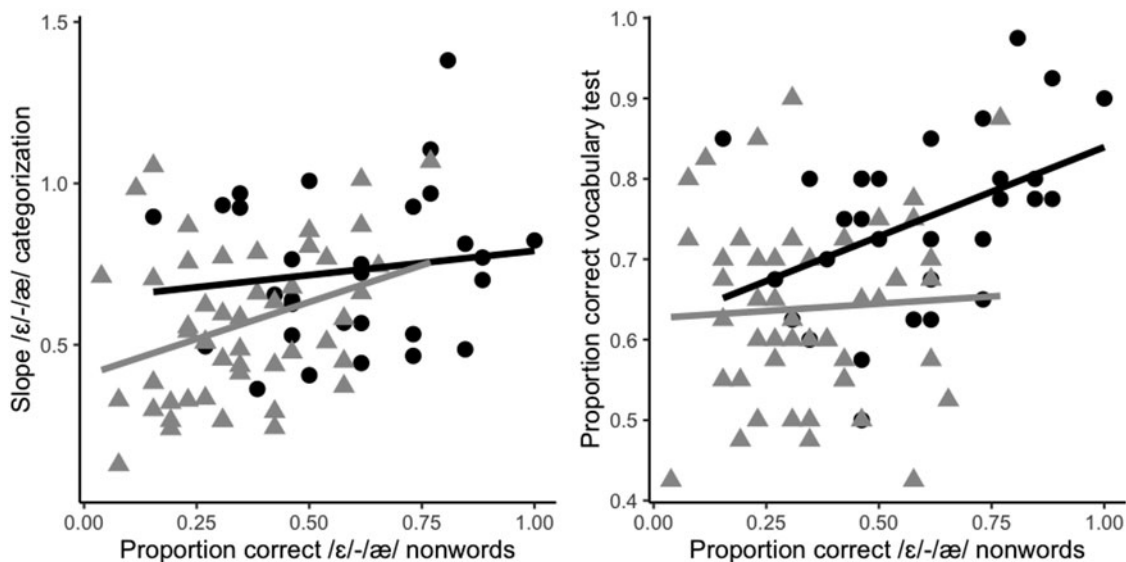 Slope /ɛ/-/æ/ categorization
1.5
1.0
0.5
0.00 0.25 0.50 0.75 1.00
Proportion correct /ɛ/-/æ/ nonwords
Proportion correct vocabulary test
1.0
0.9
0.8
0.7
0.6
0.5
0.4
0.00 0.25 0.50 0.75 1.00
Proportion correct /ɛ/-/æ/ nonwords